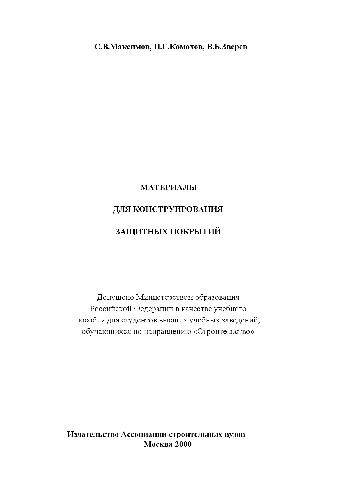 С.В.Максимов, П.Г.Комохов, В.Б.Зверев
МАТЕРИАЛЫ
ДЛЯ КОНСТРУИРОВАНИЯ
ЗАЩИТНЫХ ПОКРЫТИЙ
Допущено Министерством образования
Российской Федерации в качестве учебного
пособия для студентов высших учебных заведений,
обучающихся по направлению «Строительство»
Издательство Ассоциации строительных вузов
Москва 2000